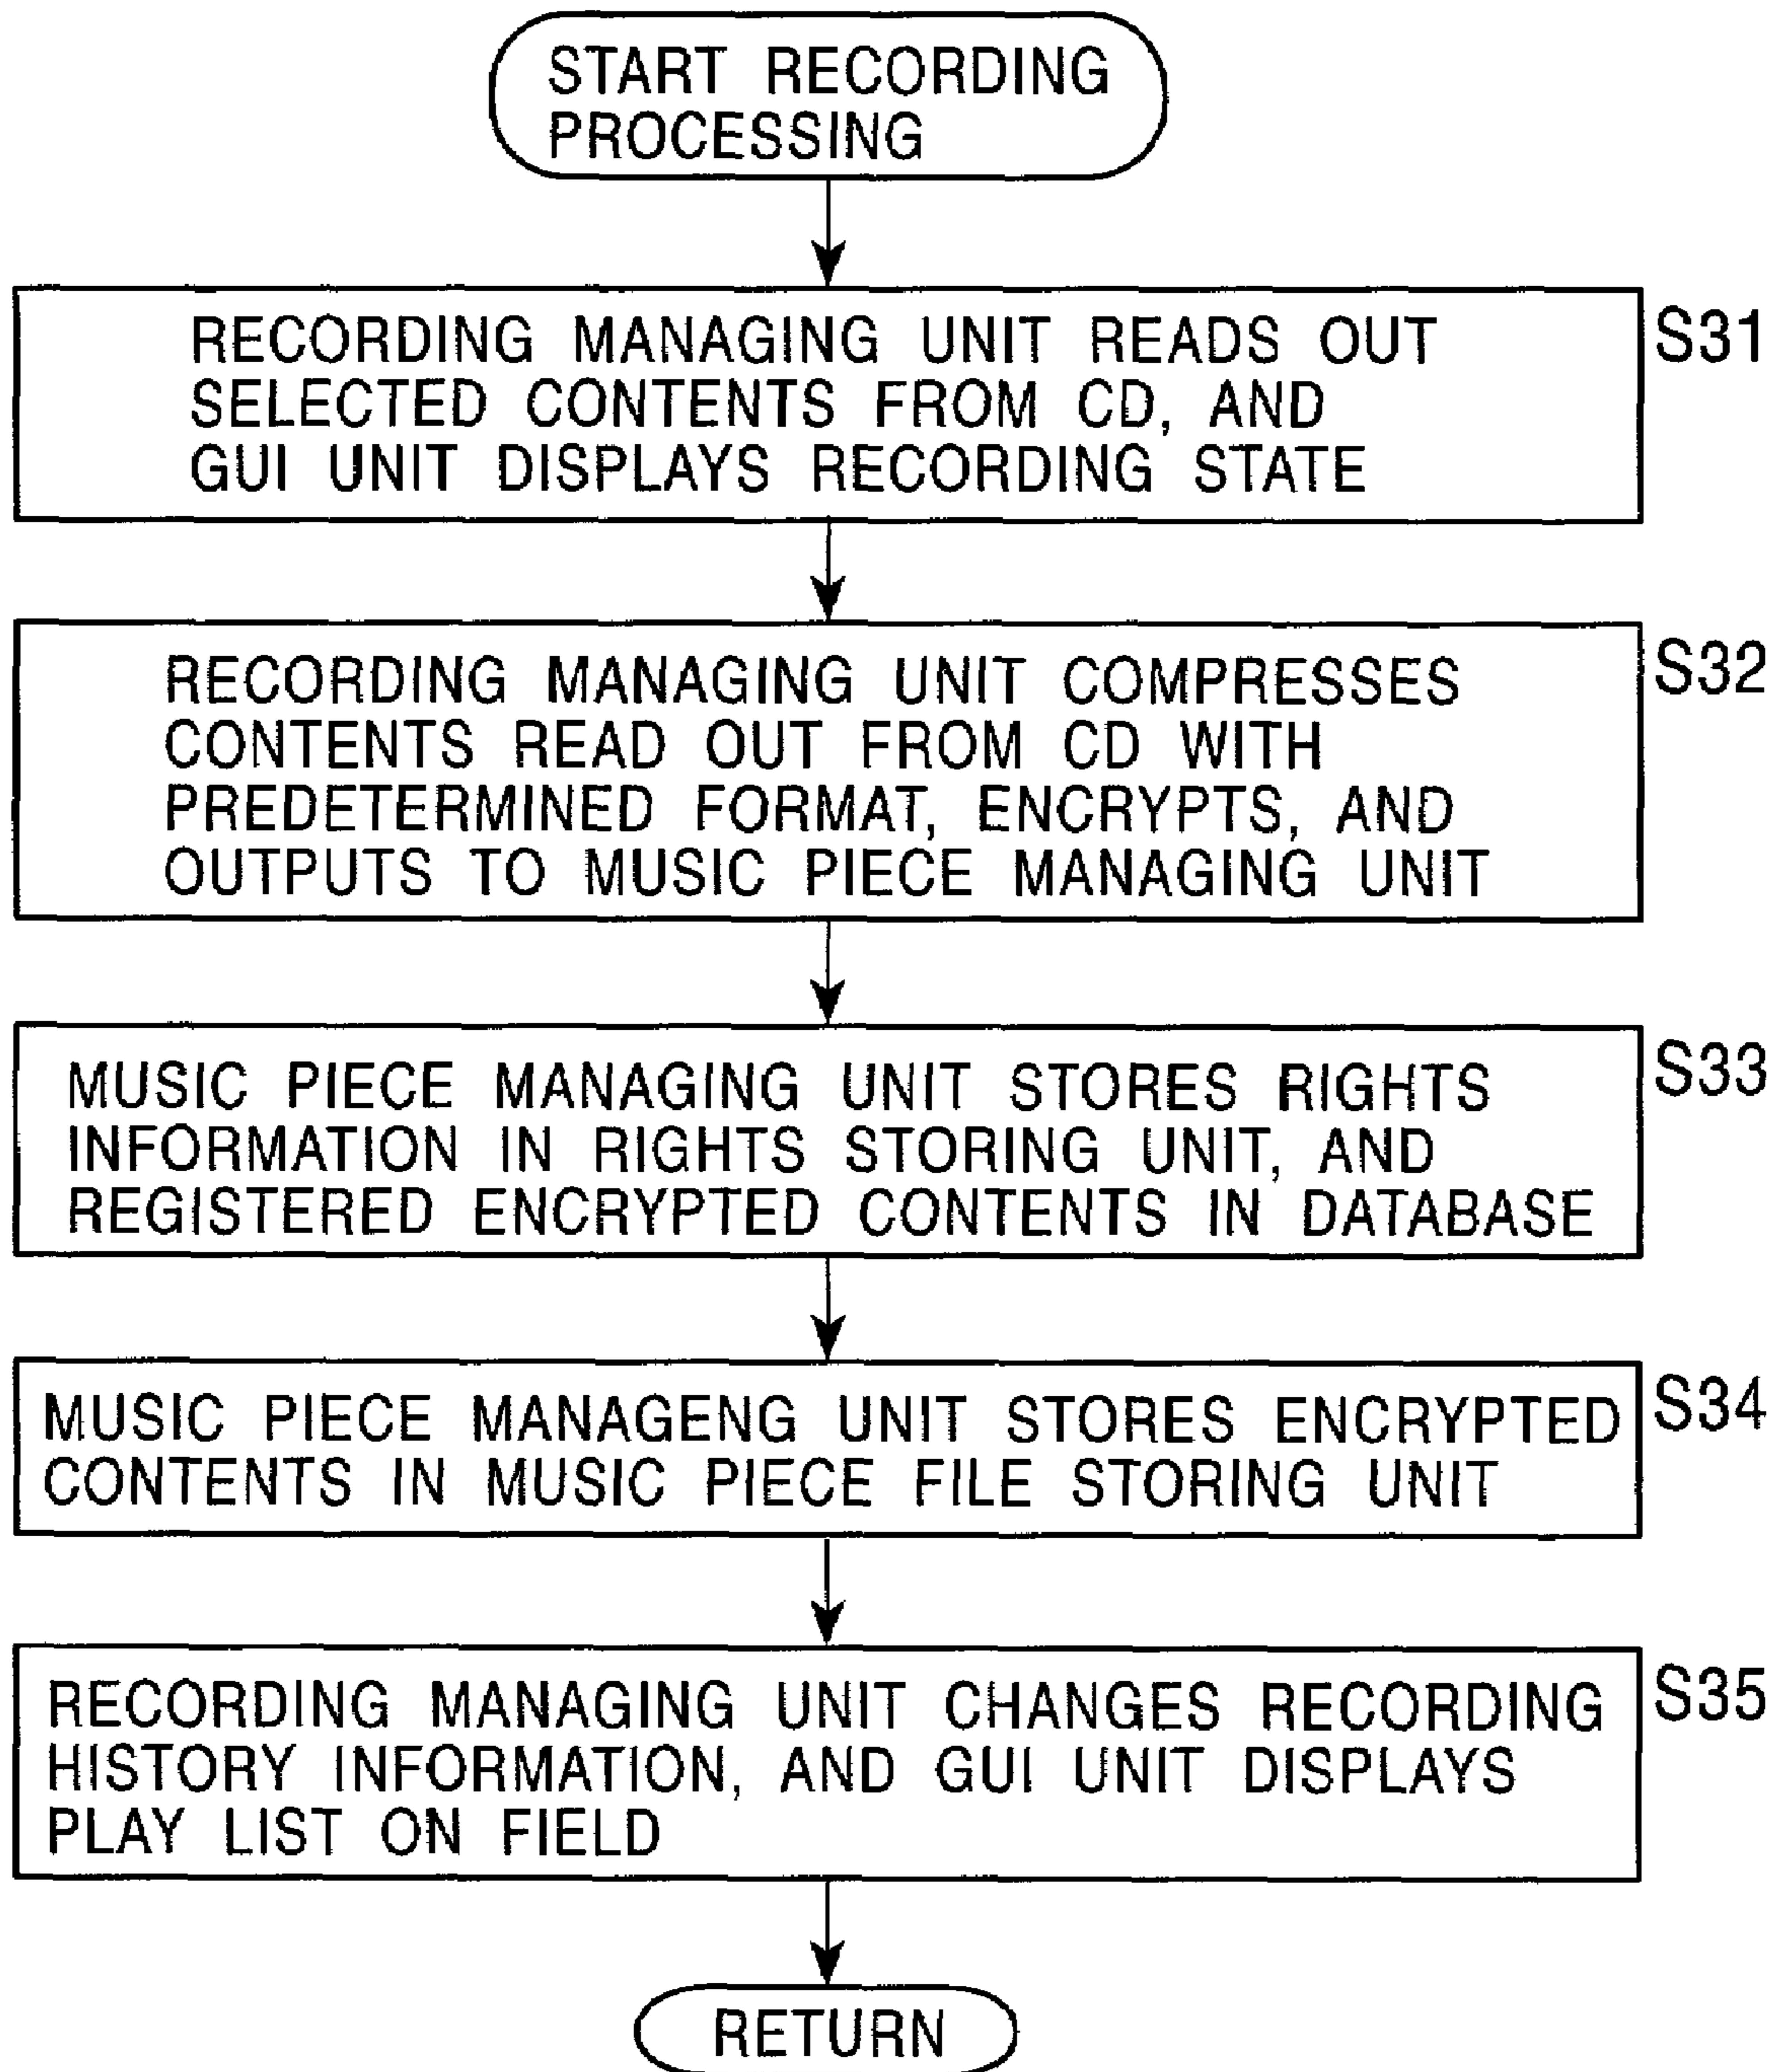 START RECORDING
PROCESSING
RECORDING MANAGING UNIT READS OUT
SELECTED CONTENTS FROM CD, AND
GUI UNIT DISPLAYS RECORDING STATE
S31
RECORDING MANAGING UNIT COMPRESSES
CONTENTS READ OUT FROM CD WITH
PREDETERMINED FORMAT, ENCRYPTS, AND
OUTPUTS TO MUSIC PIECE MANAGING UNIT
S32
MUSIC PIECE MANAGING UNIT STORES RIGHTS
INFORMATION IN RIGHTS STORING UNIT, AND
REGISTERED ENCRYPTED CONTENTS IN DATABASE
S33
MUSIC PIECE MANAGENG UNIT STORES ENCRYPTED
CONTENTS IN MUSIC PIECE FILE STORING UNIT
S34
RECORDING MANAGING UNIT CHANGES RECORDING
HISTORY INFORMATION, AND GUI UNIT DISPLAYS
PLAY LIST ON FIELD
S35
RETURN